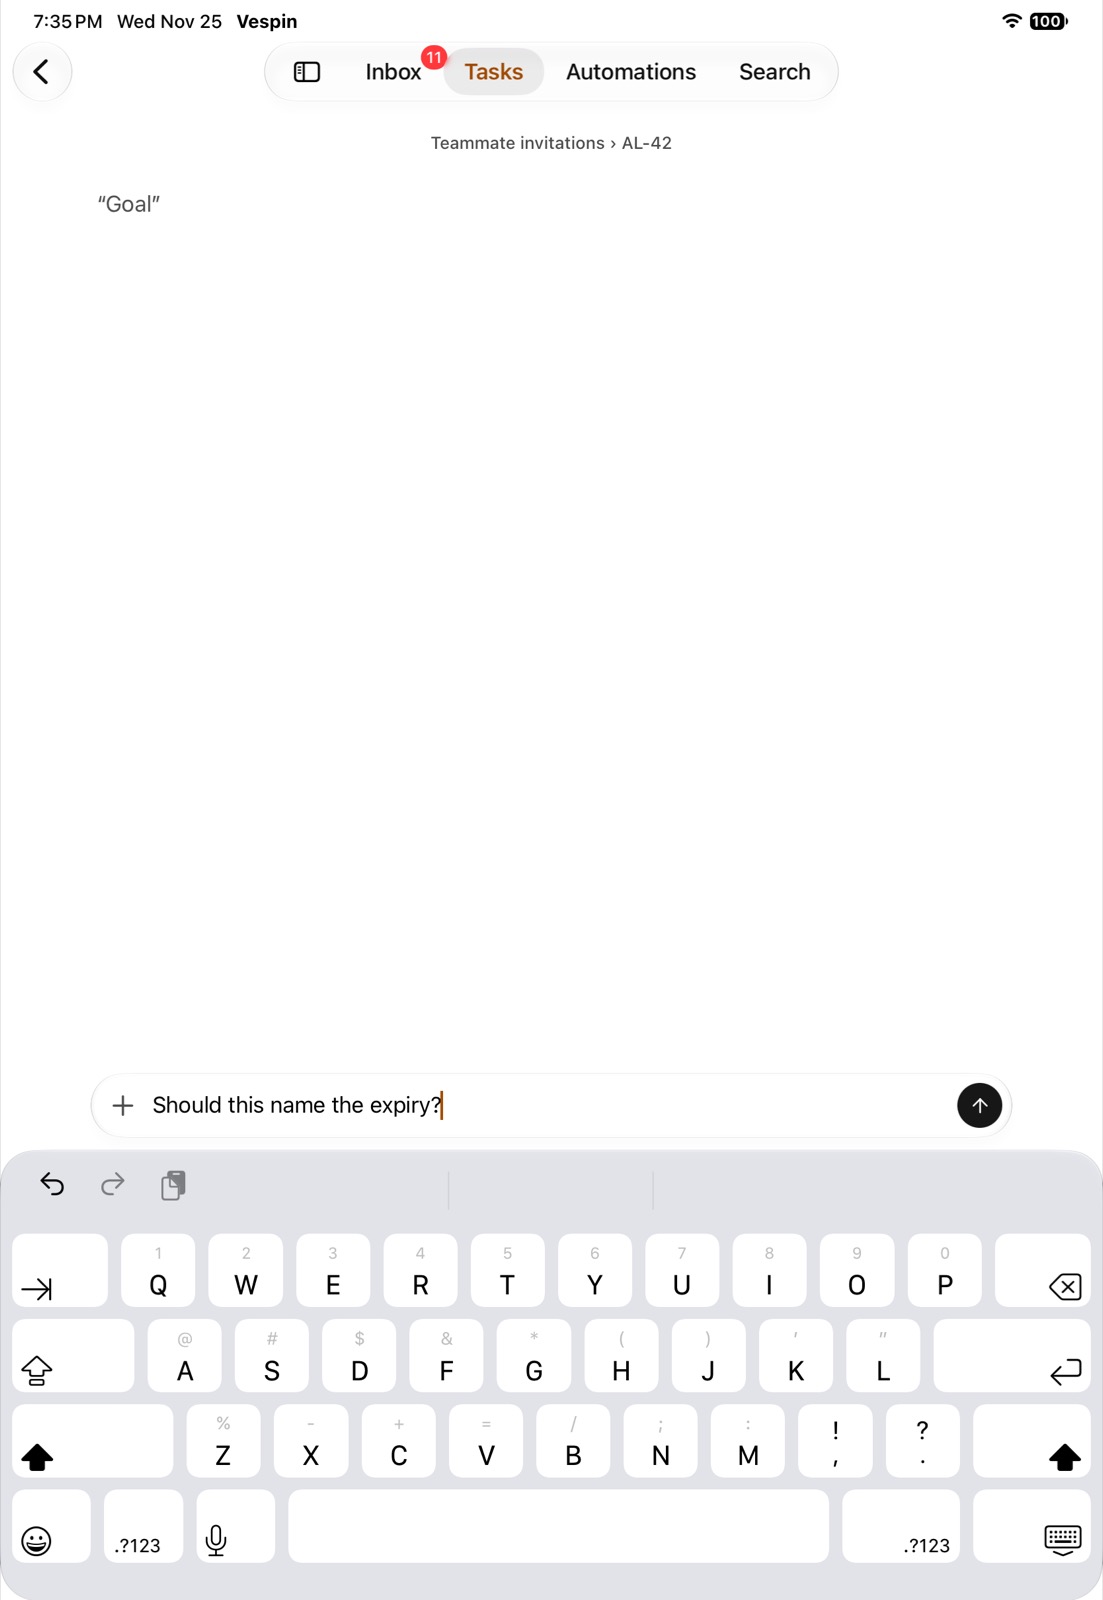 7:35 PM Wed Nov 25 Vespin 100
Inbox 11 Tasks Automations Search
Teammate invitations › AL-42
“Goal”
Should this name the expiry?
1 2 3 4 5 6 7 8 9 0
Q W E R T Y U I O P
@ # $ & * ( ) ' "
A S D F G H J K L
% - + = / ; : ! ?
Z X C V B N M , .
.?123 .?123